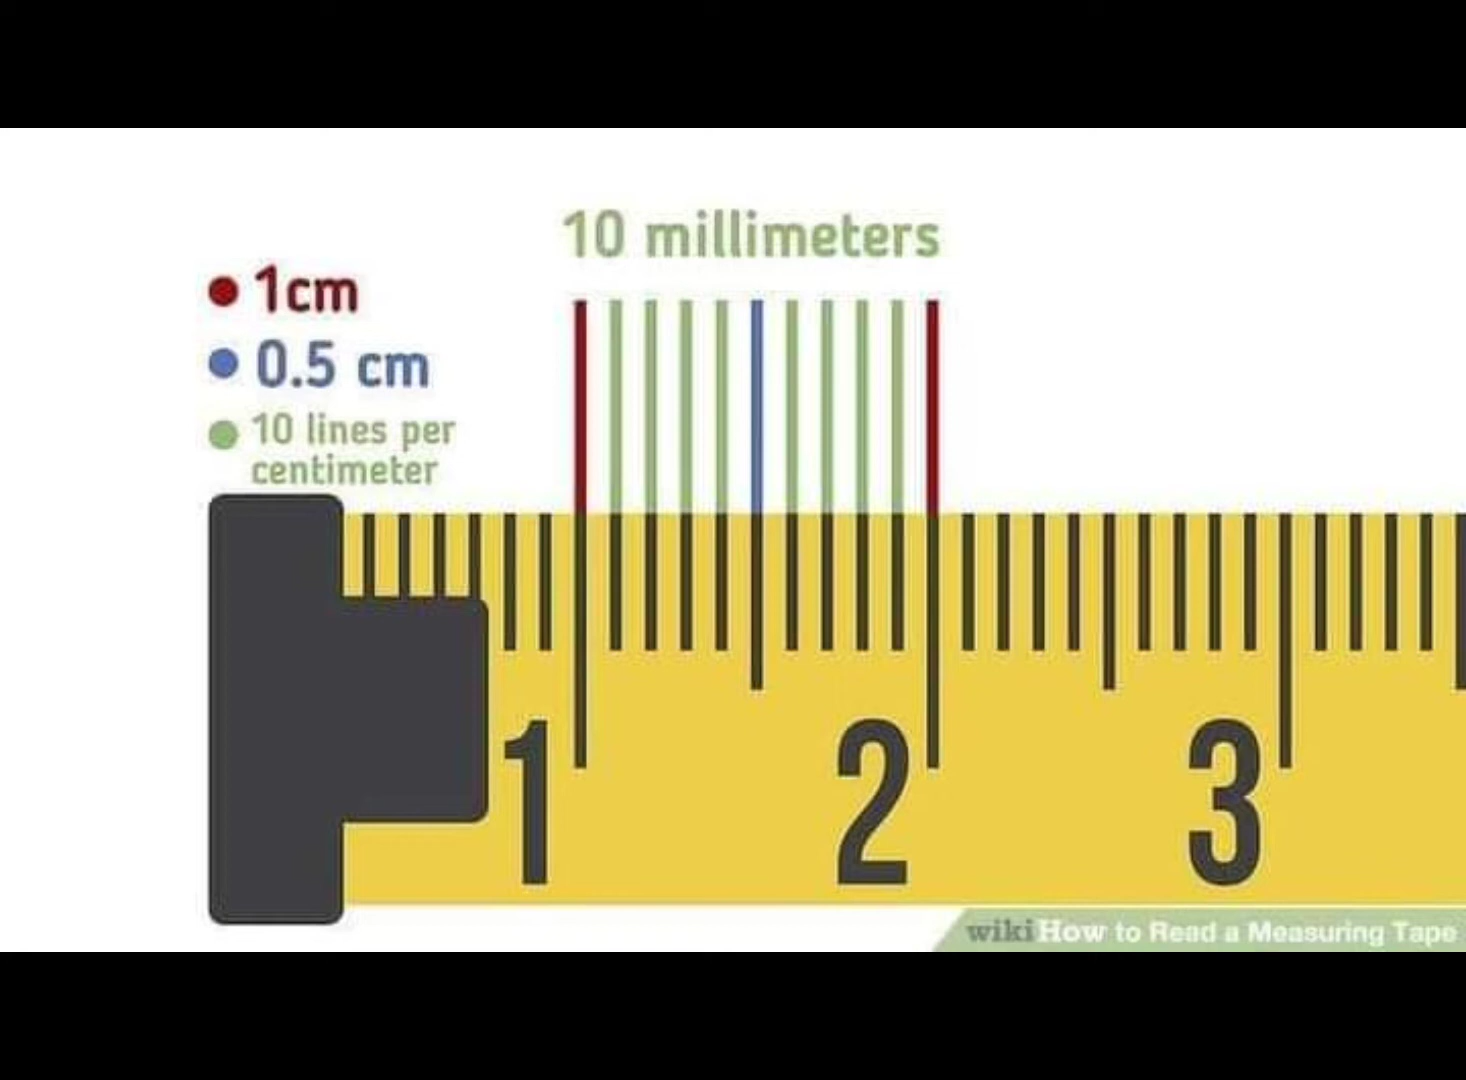 10 millimeters
1cm
0.5 cm
10 lines per
centimeter
1 2 3
wikiHow to Read a Measuring Tape